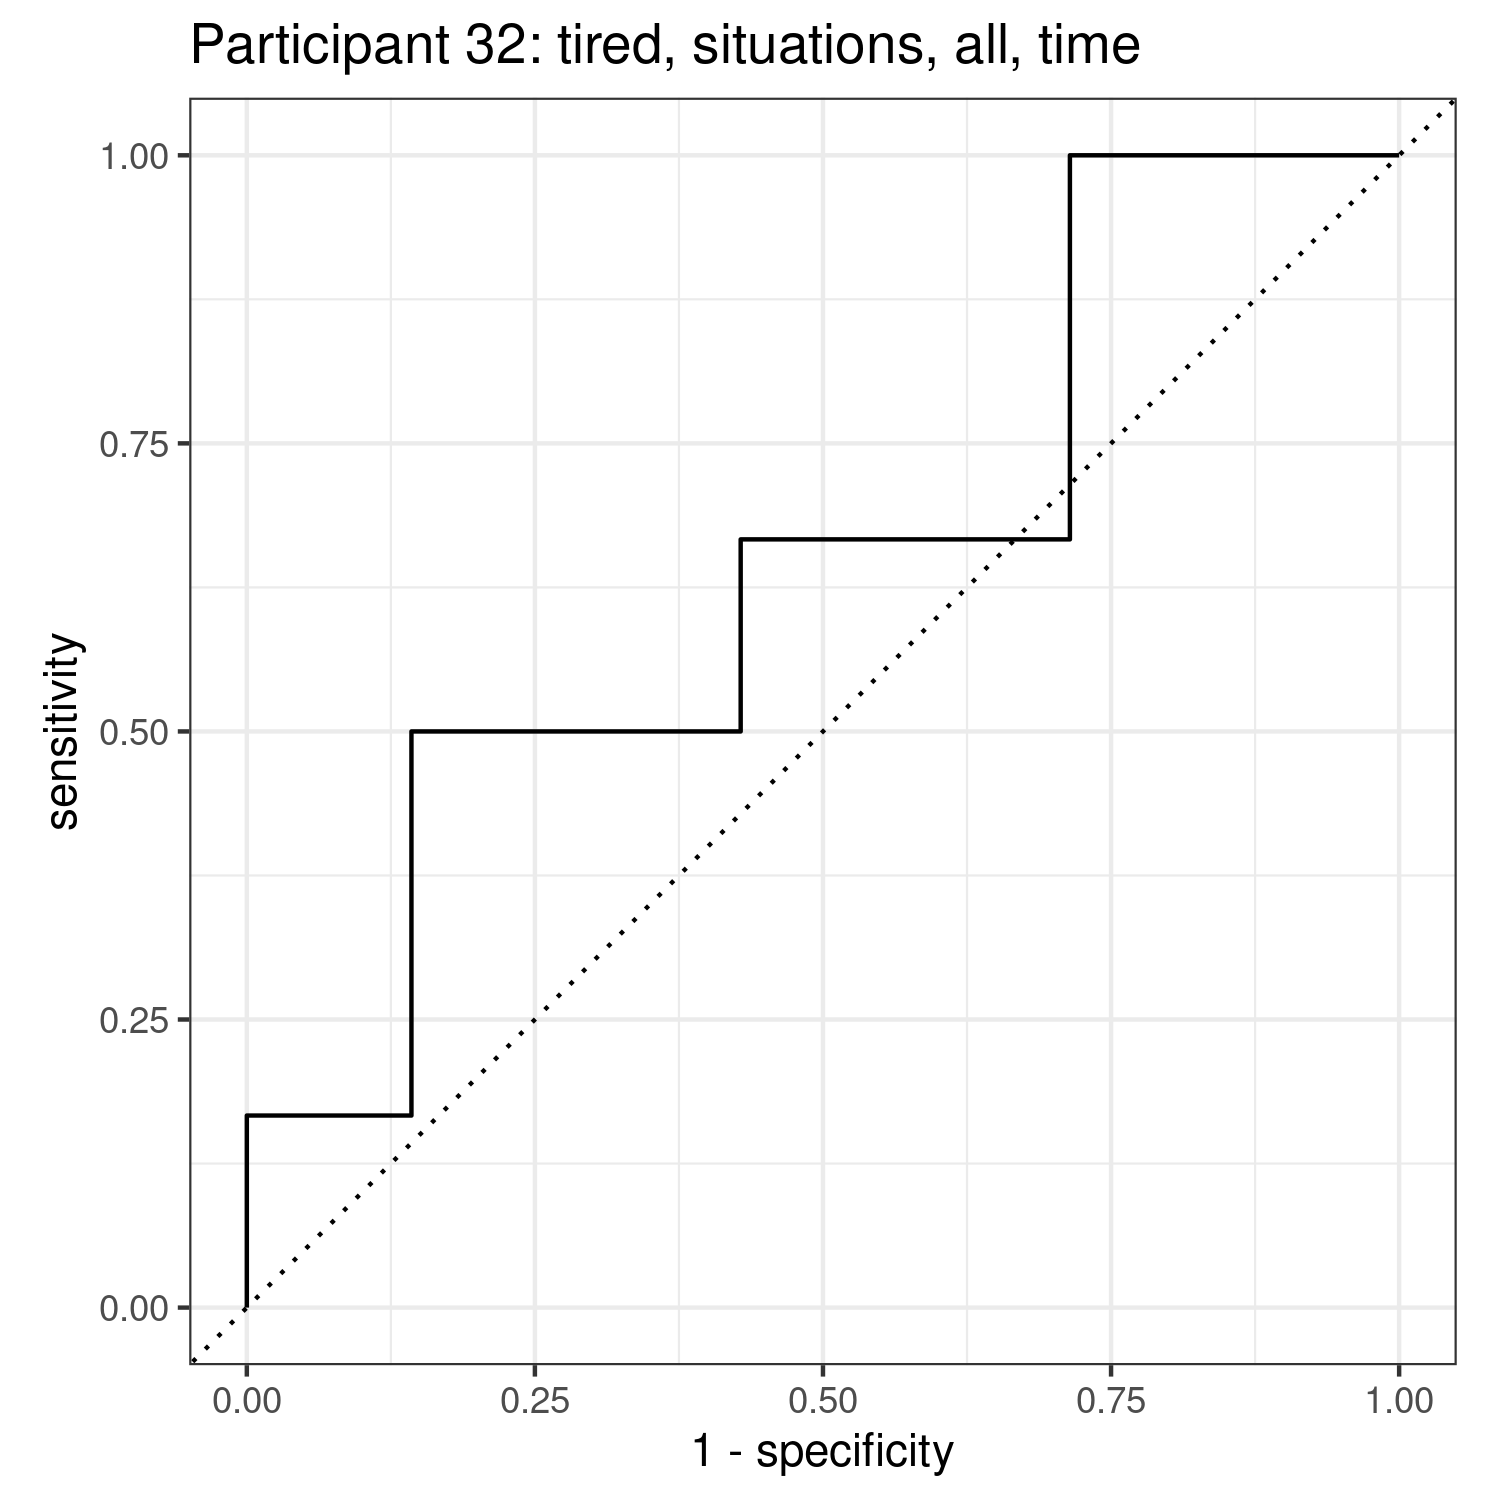 Participant 32: tired, situations, all, time
1.00
0.75
0.50
0.25
0.00
sensitivity
0.00 0.25 0.50 0.75 1.00
1 - specificity